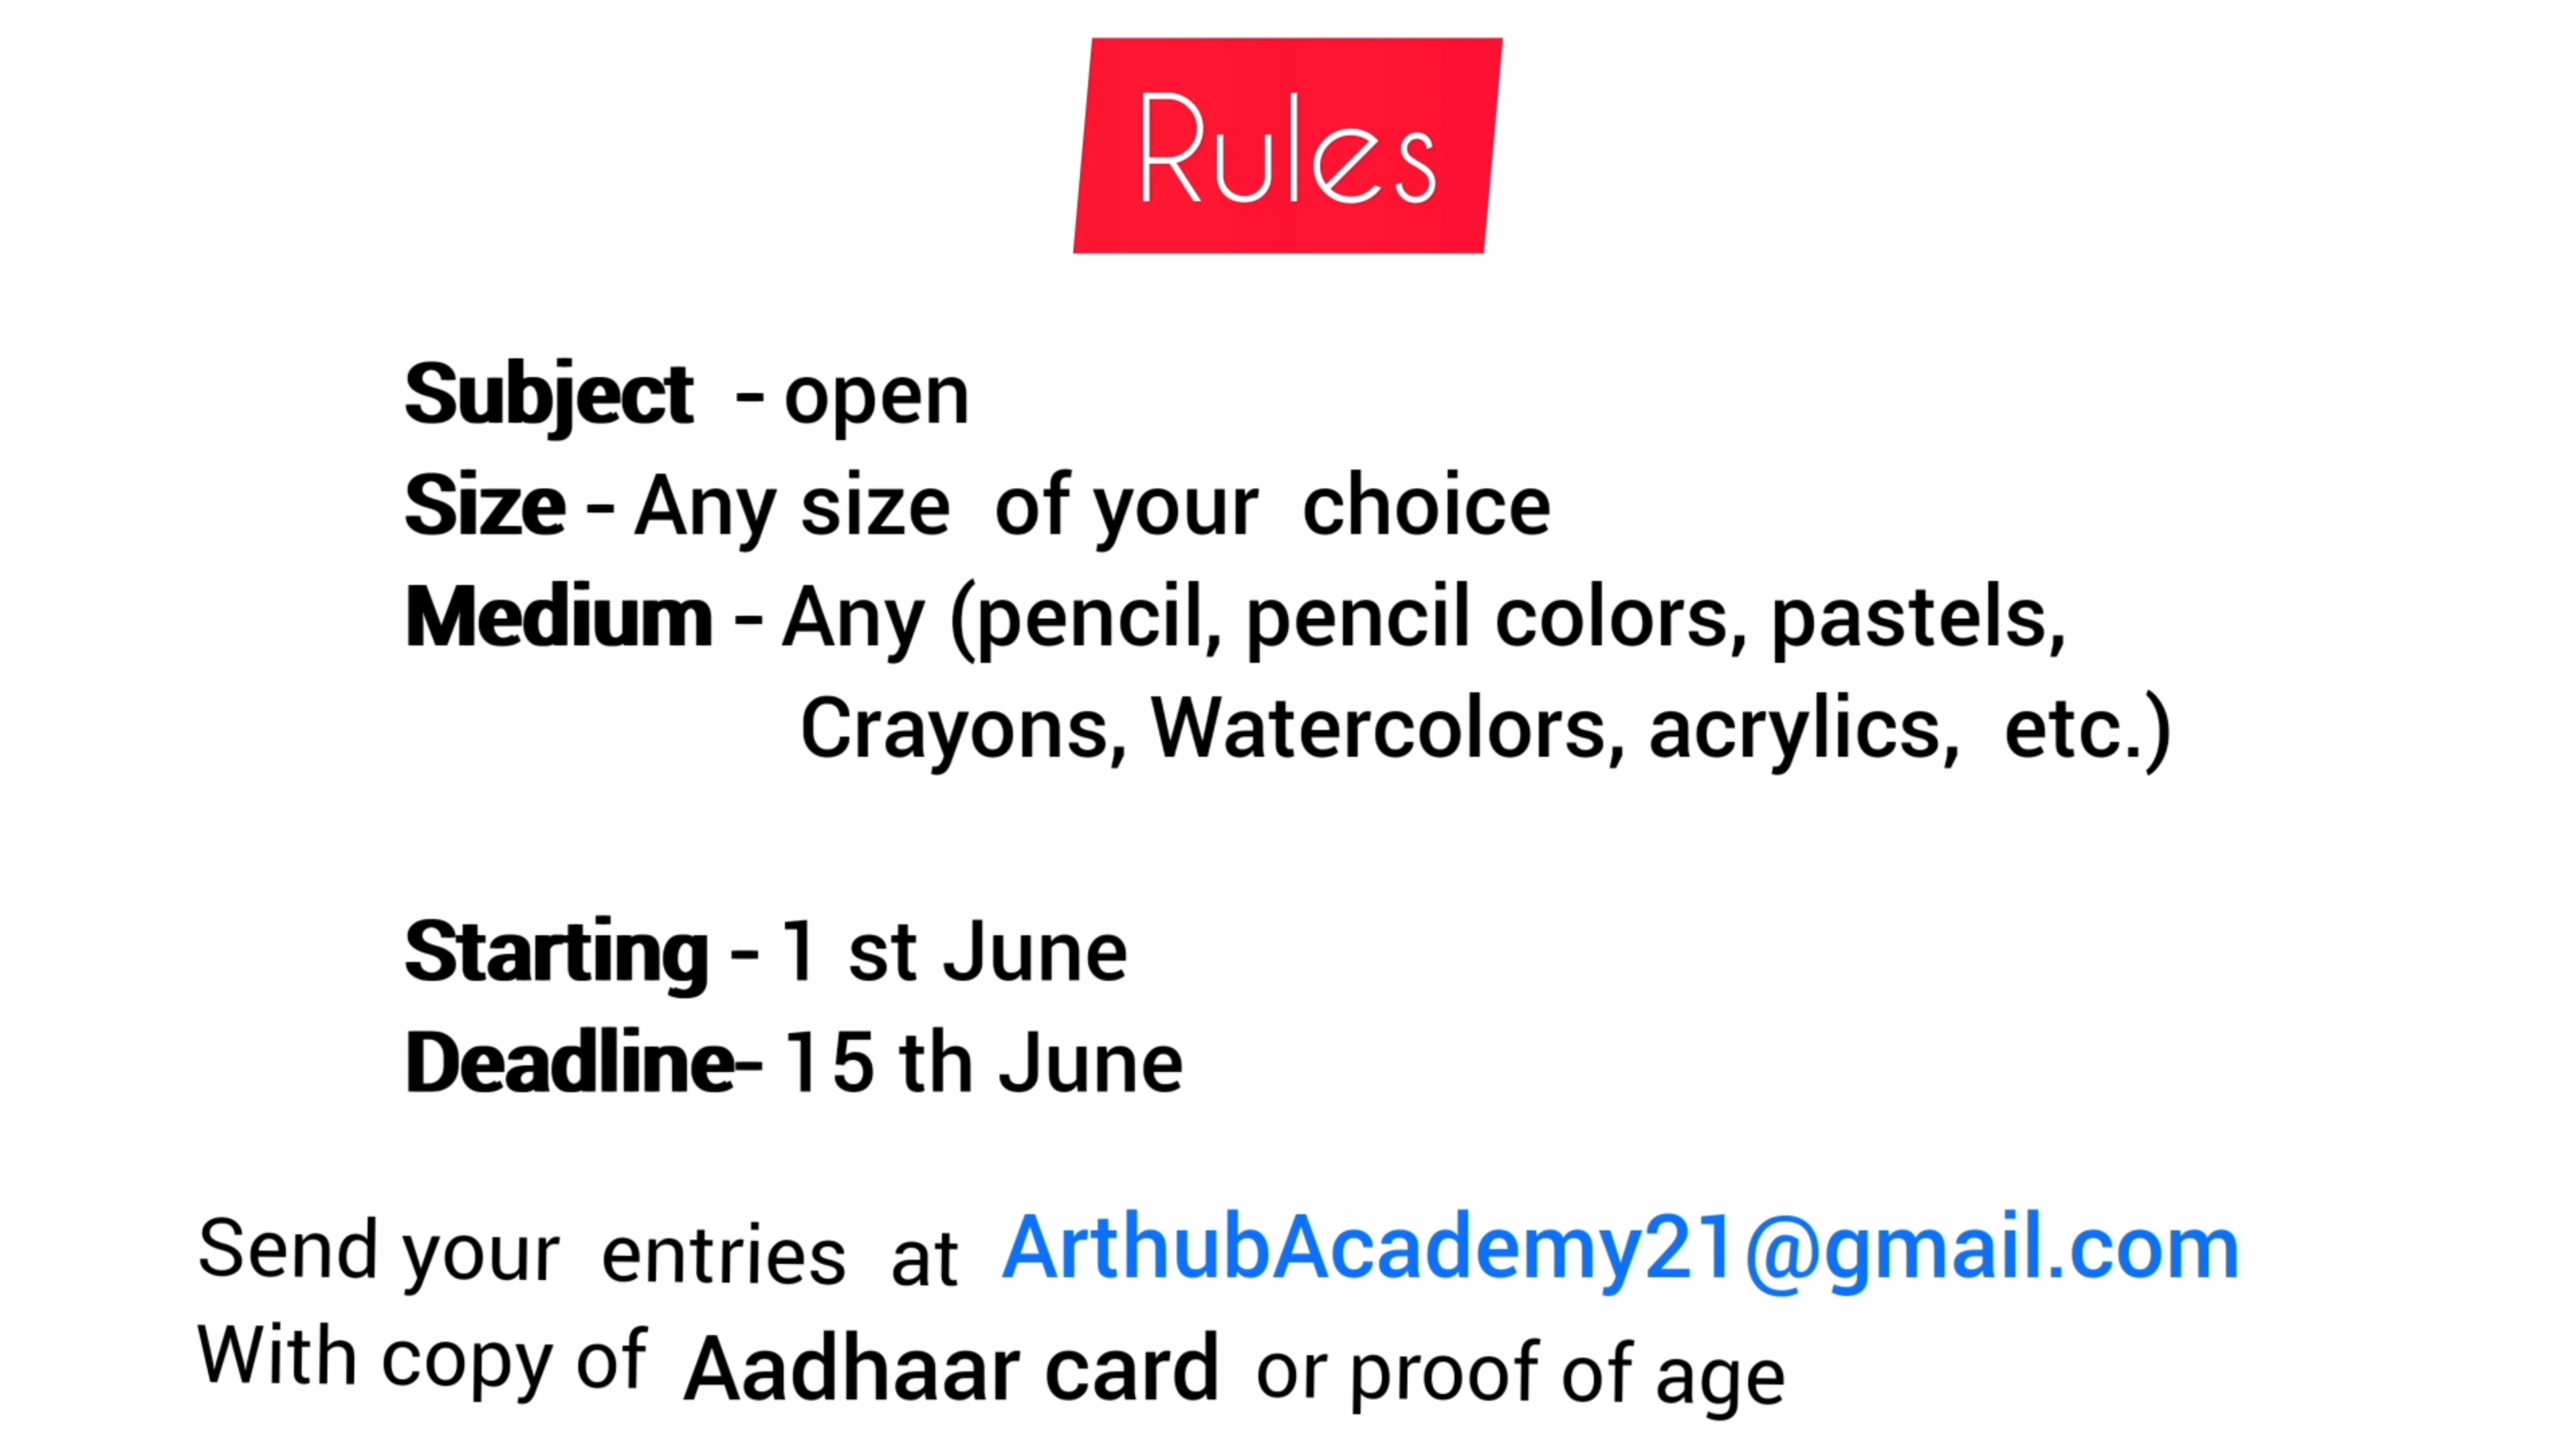 Rules
Subject - open
Size - Any size of your choice
Medium - Any (pencil, pencil colors, pastels,
Crayons, Watercolors, acrylics, etc.)
Starting - 1 st June
Deadline- 15 th June
Send your entries at ArthubAcademy21@gmail.com
With copy of Aadhaar card or proof of age